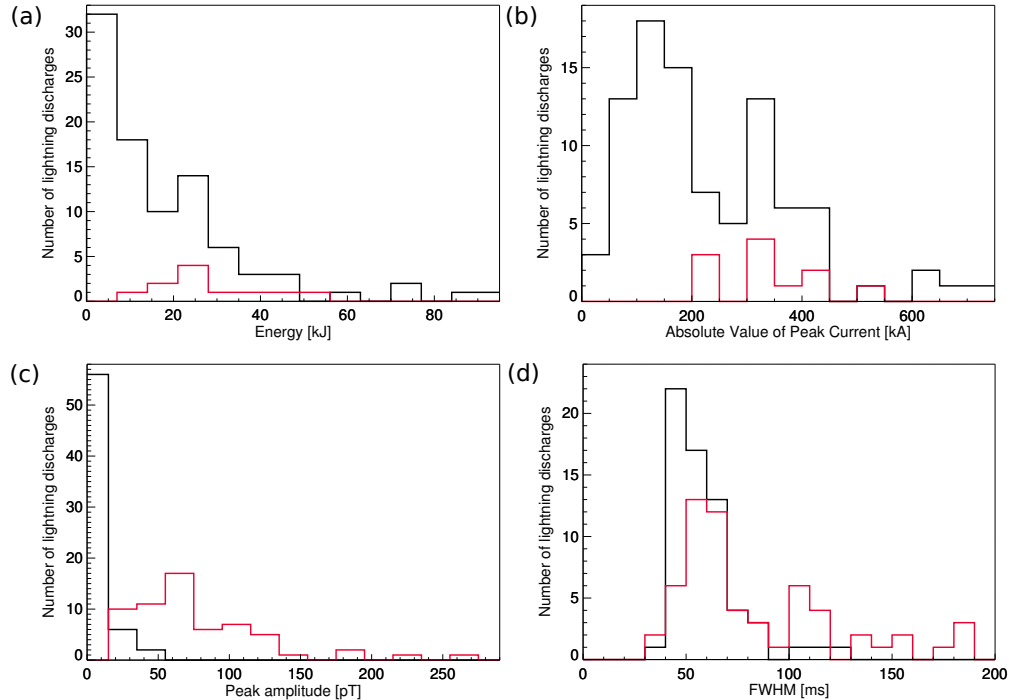 (a)
Number of lightning discharges
30
25
20
15
10
5
0
0 20 40 60 80
Energy [kJ]
(b)
Number of lightning discharges
15
10
5
0
0 200 400 600
Absolute Value of Peak Current [kA]
(c)
Number of lightning discharges
50
40
30
20
10
0
0 50 100 150 200 250
Peak amplitude [pT]
(d)
Number of lightning discharges
20
15
10
5
0
0 50 100 150 200
FWHM [ms]